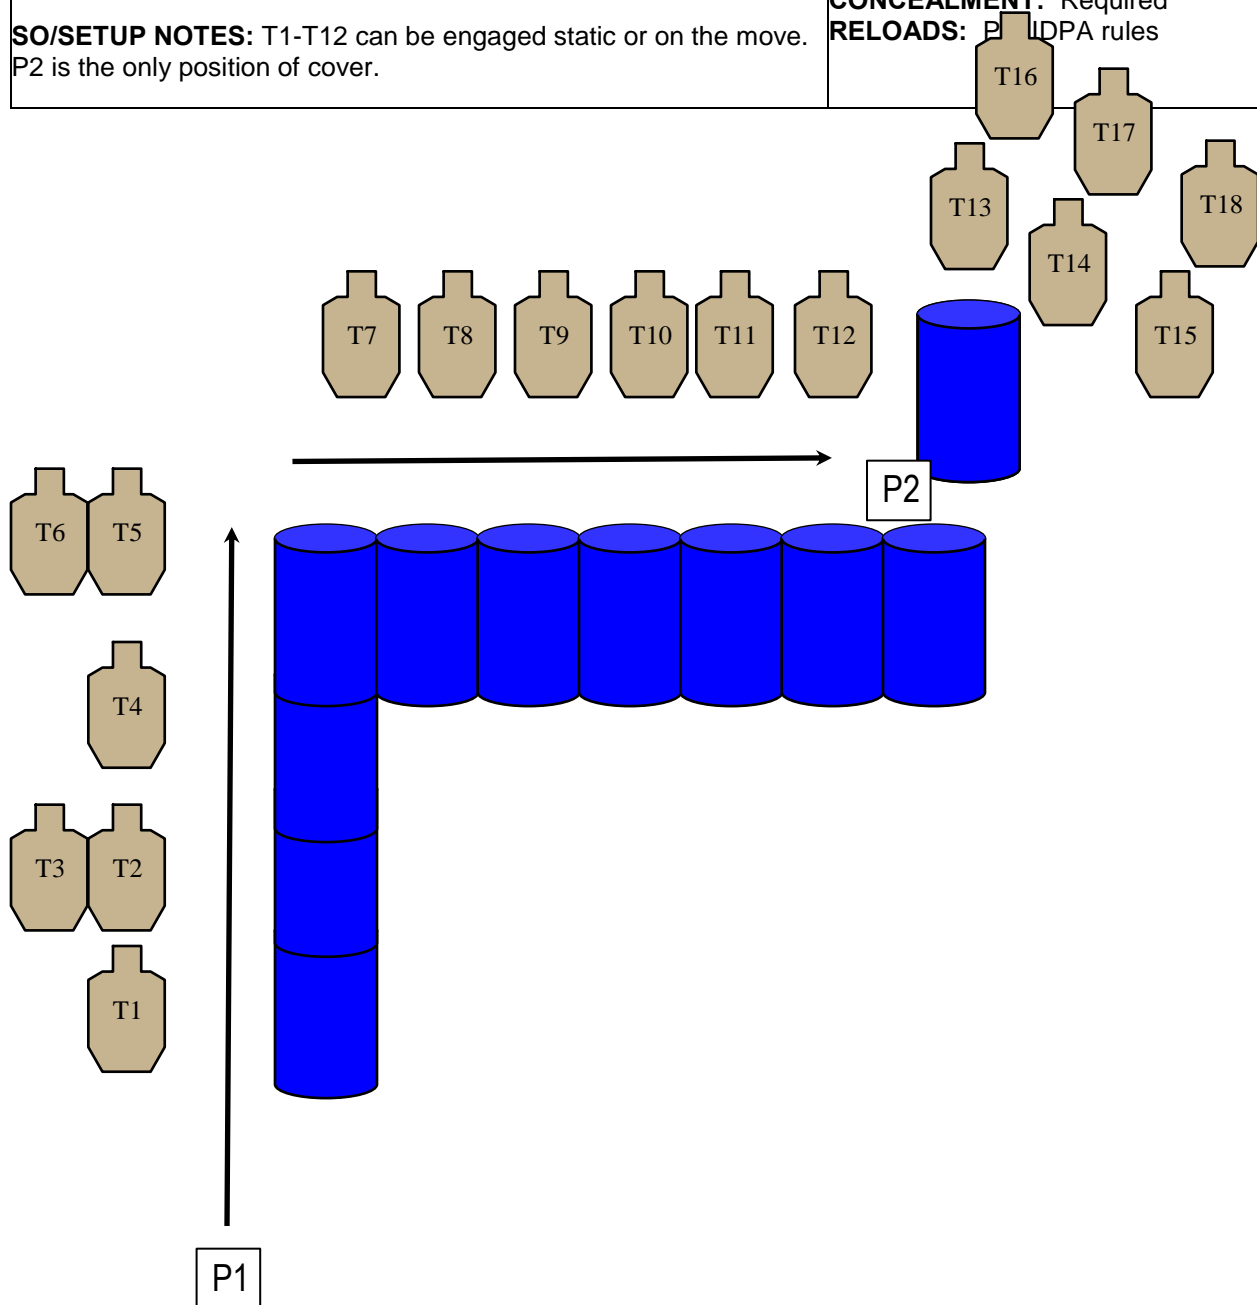 CONCEALMENT: Required
SO/SETUP NOTES: T1-T12 can be engaged static or on the move.
RELOADS: IDPA rules
P2 is the only position of cover.
T16
T17
T13
T18
T14
T7
T8
T9
T10
T11
T12
T15
P2
T6
T5
T4
T3
T2
T1
P1